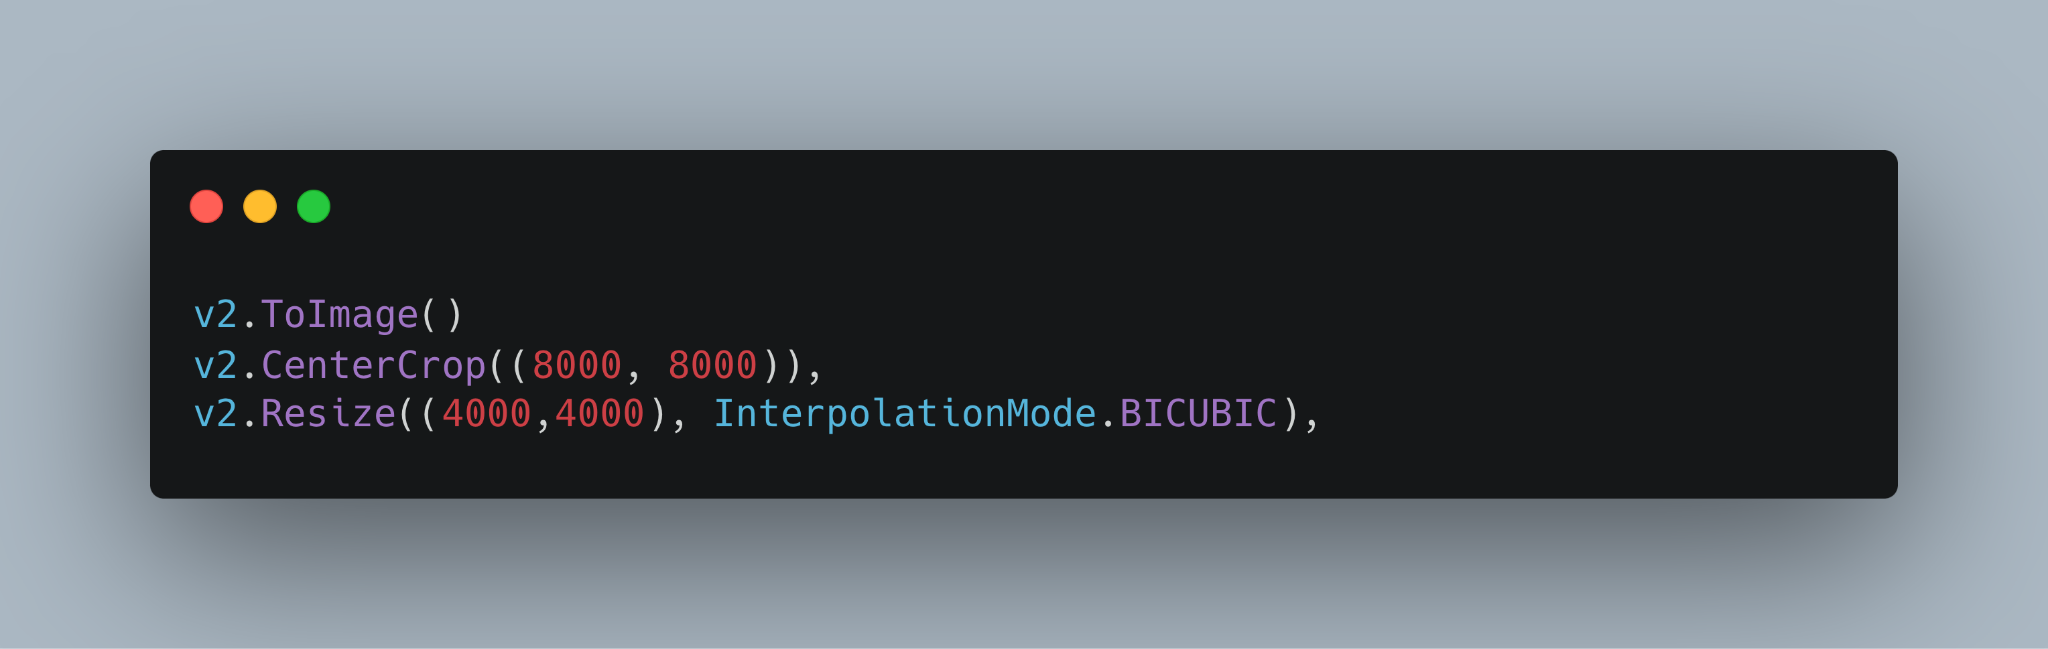 v2.ToImage()
v2.CenterCrop((8000, 8000)),
v2.Resize((4000,4000), InterpolationMode.BICUBIC),